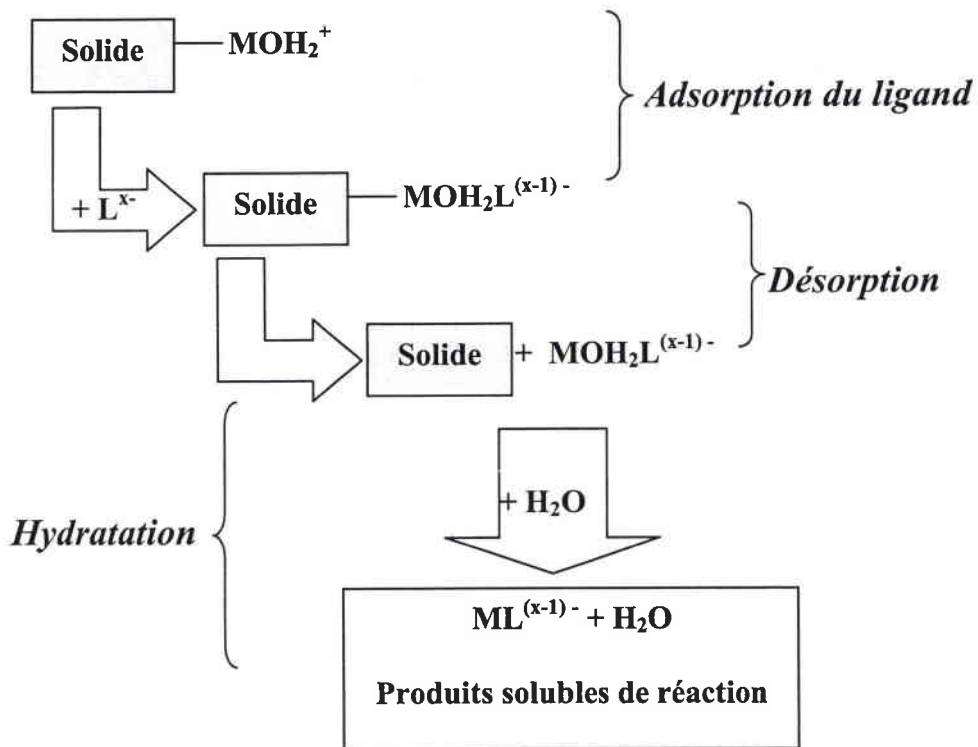 Solide — MOH₂⁺
Adsorption du ligand
+ Lˣ⁻
Solide — MOH₂L⁽ˣ⁻¹⁾ ⁻
Désorption
Solide + MOH₂L⁽ˣ⁻¹⁾ ⁻
Hydratation
+ H₂O
ML⁽ˣ⁻¹⁾ ⁻ + H₂O
Produits solubles de réaction